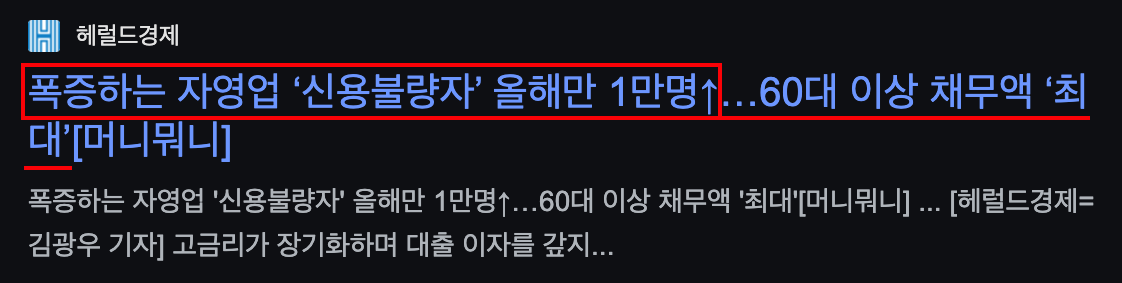 헤럴드경제
폭증하는 자영업 ‘신용불량자’ 올해만 1만명↑…60대 이상 채무액 ‘최
대’[머니뭐니]
폭증하는 자영업 '신용불량자' 올해만 1만명↑…60대 이상 채무액 '최대'[머니뭐니] ... [헤럴드경제=
김광우 기자] 고금리가 장기화하며 대출 이자를 갚지...